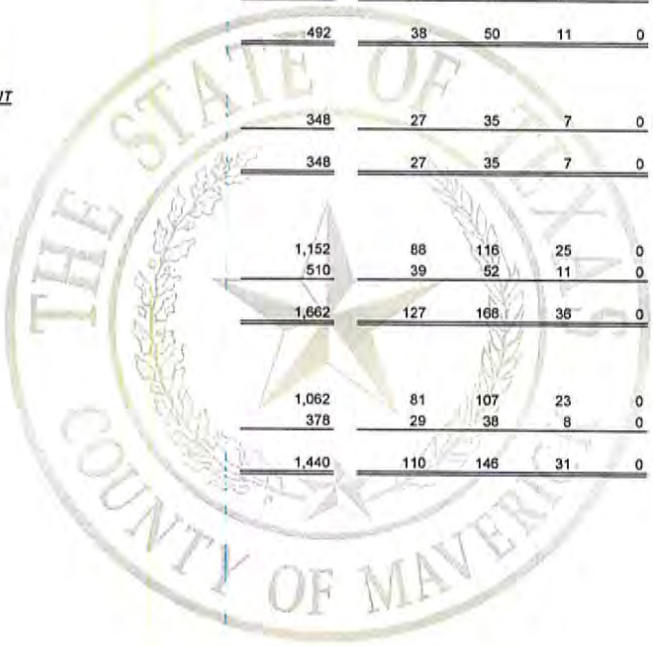 492 38 50 11 0
THE STATE OF TEXAS
348 27 35 7 0
348 27 35 7 0
1,152 88 116 25 0
510 39 52 11 0
1,662 127 168 36 0
1,062 81 107 23 0
378 29 38 8 0
1,440 110 146 31 0
COUNTY OF MAVERICK